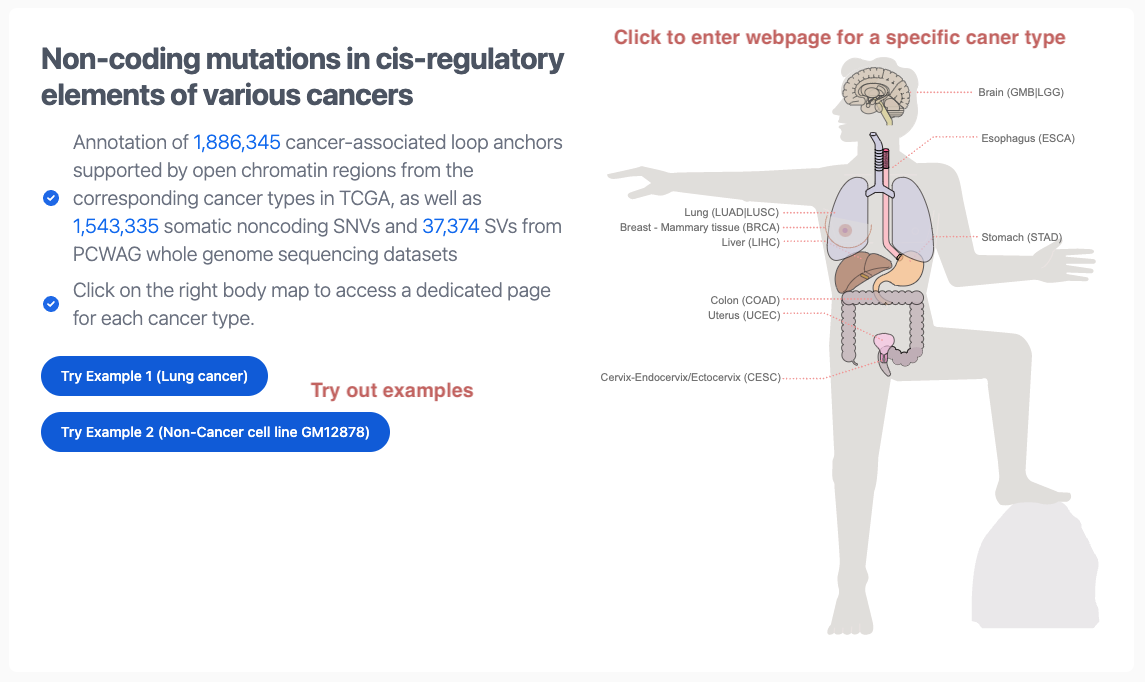 Non-coding mutations in cis-regulatory
elements of various cancers
Annotation of 1,886,345 cancer-associated loop anchors
supported by open chromatin regions from the
corresponding cancer types in TCGA, as well as
1,543,335 somatic noncoding SNVs and 37,374 SVs from
PCWAG whole genome sequencing datasets
Click on the right body map to access a dedicated page
for each cancer type.
Try Example 1 (Lung cancer)
Try out examples
Try Example 2 (Non-Cancer cell line GM12878)
Click to enter webpage for a specific caner type
Brain (GMB|LGG)
Esophagus (ESCA)
Lung (LUAD|LUSC)
Breast - Mammary tissue (BRCA)
Liver (LIHC)
Stomach (STAD)
Colon (COAD)
Uterus (UCEC)
Cervix-Endocervix/Ectocervix (CESC)